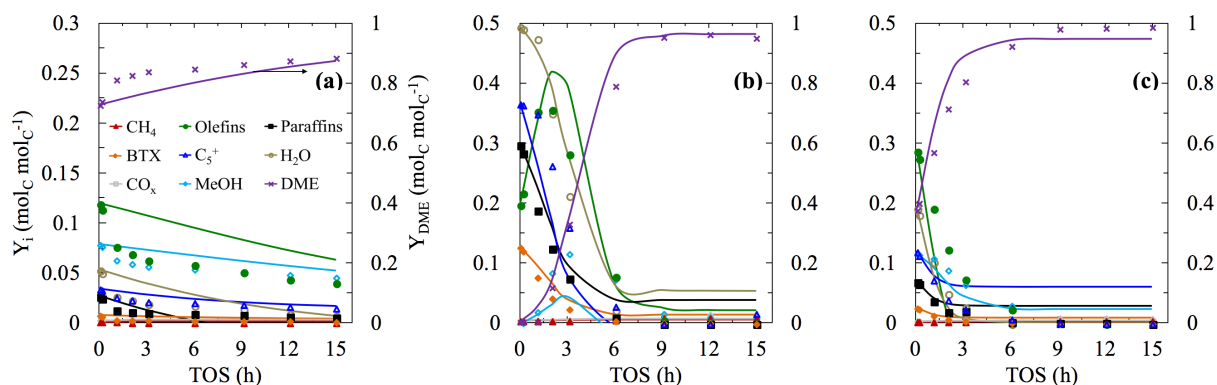 0.3
0.25
0.2
0.15
0.1
0.05
0
1
0.8
0.6
0.4
0.2
0
(a)
CH₄
Olefins
Paraffins
BTX
C₅⁺
H₂O
COₓ
MeOH
DME
0 3 6 9 12 15
TOS (h)
Yᵢ (mol_C mol_C⁻¹)
Y_DME (mol_C mol_C⁻¹)
0.5
0.4
0.3
0.2
0.1
0
1
0.8
0.6
0.4
0.2
0
(b)
0 3 6 9 12 15
TOS (h)
0.5
0.4
0.3
0.2
0.1
0
1
0.8
0.6
0.4
0.2
0
(c)
0 3 6 9 12 15
TOS (h)